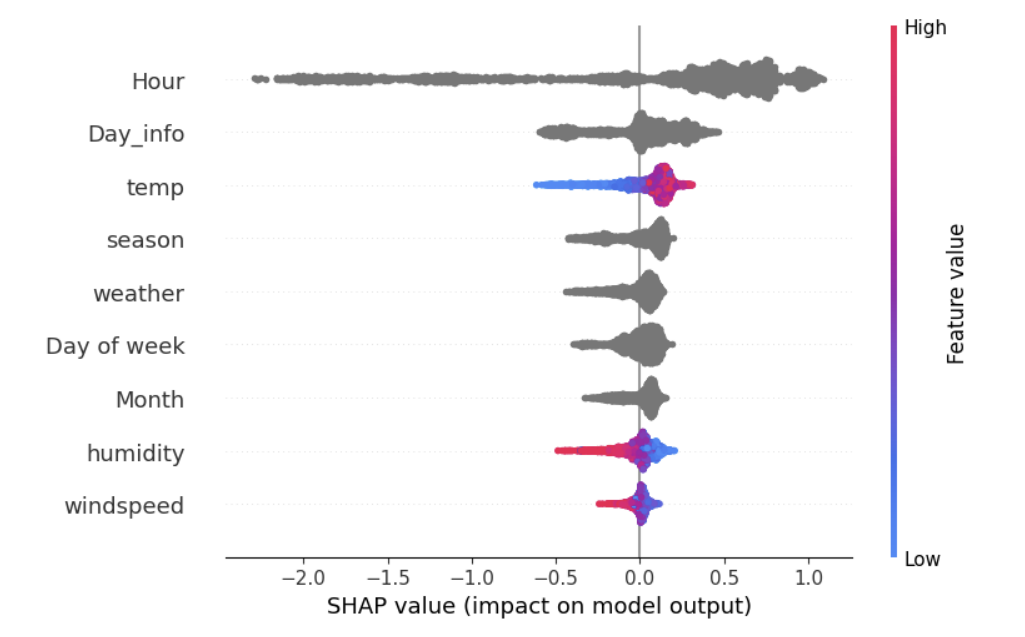 High
Hour
Day_info
temp
season
weather
Day of week
Month
humidity
windspeed
Feature value
Low
−2.0 −1.5 −1.0 −0.5 0.0 0.5 1.0
SHAP value (impact on model output)